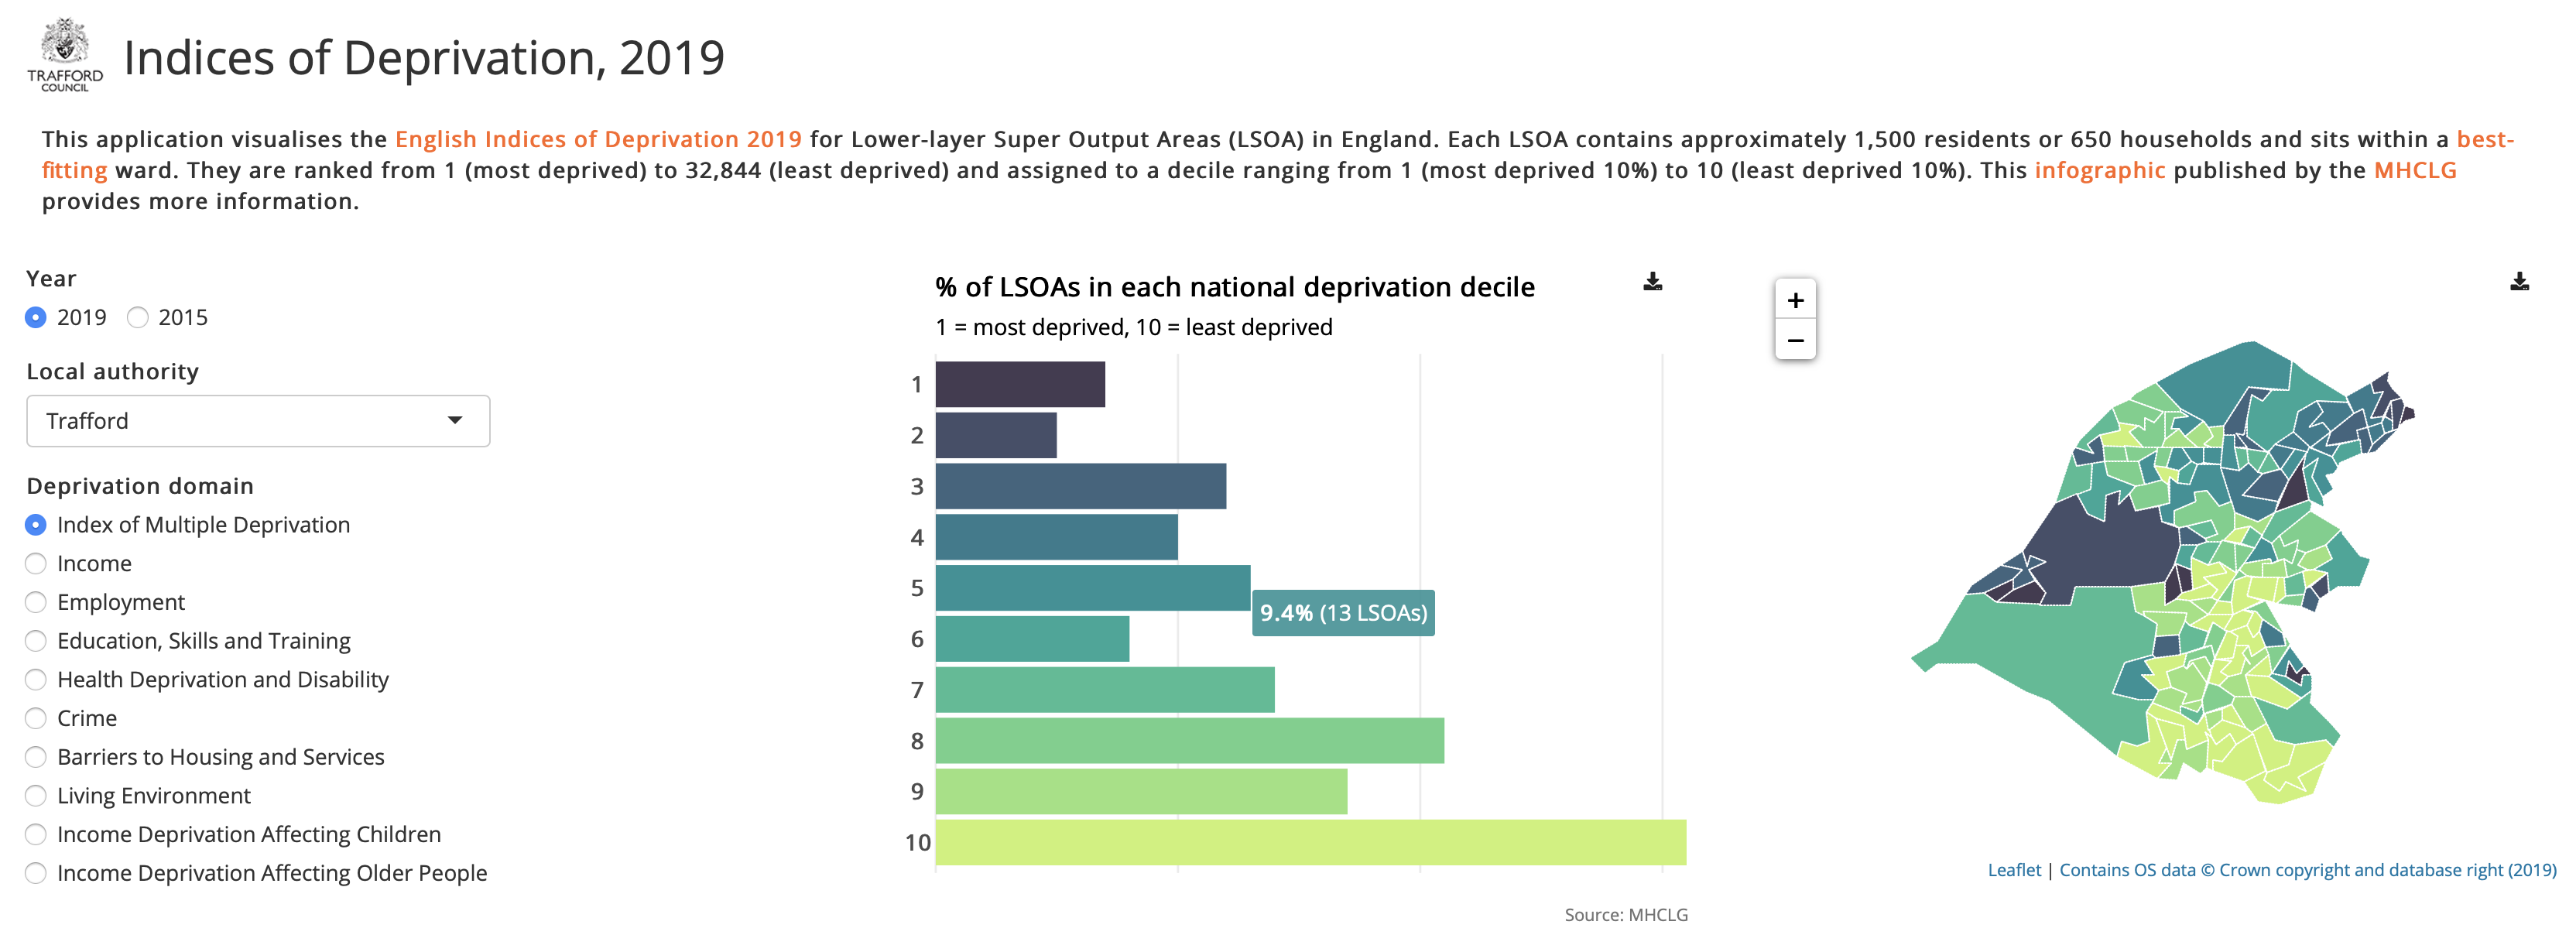 TRAFFORD
COUNCIL
Indices of Deprivation, 2019
This application visualises the English Indices of Deprivation 2019 for Lower-layer Super Output Areas (LSOA) in England. Each LSOA contains approximately 1,500 residents or 650 households and sits within a best-
fitting ward. They are ranked from 1 (most deprived) to 32,844 (least deprived) and assigned to a decile ranging from 1 (most deprived 10%) to 10 (least deprived 10%). This infographic published by the MHCLG
provides more information.
Year
2019 2015
Local authority
Trafford
Deprivation domain
Index of Multiple Deprivation
Income
Employment
Education, Skills and Training
Health Deprivation and Disability
Crime
Barriers to Housing and Services
Living Environment
Income Deprivation Affecting Children
Income Deprivation Affecting Older People
% of LSOAs in each national deprivation decile
1 = most deprived, 10 = least deprived
1
2
3
4
5
9.4% (13 LSOAs)
6
7
8
9
10
Source: MHCLG
+
−
Leaflet | Contains OS data © Crown copyright and database right (2019)